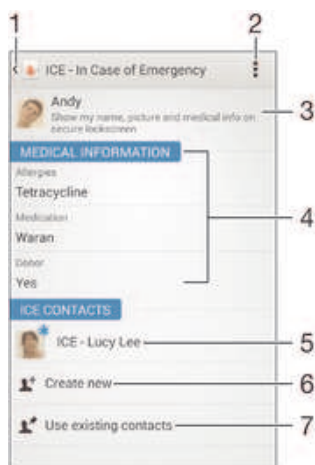 1 2
ICE - In Case of Emergency
Andy 3
Show my name, picture and medical info on
secure lockscreen
MEDICAL INFORMATION
Allergies
Tetracycline
4
Medication
Waran
Donor
Yes
ICE CONTACTS
ICE - Lucy Lee 5
Create new 6
Use existing contacts 7